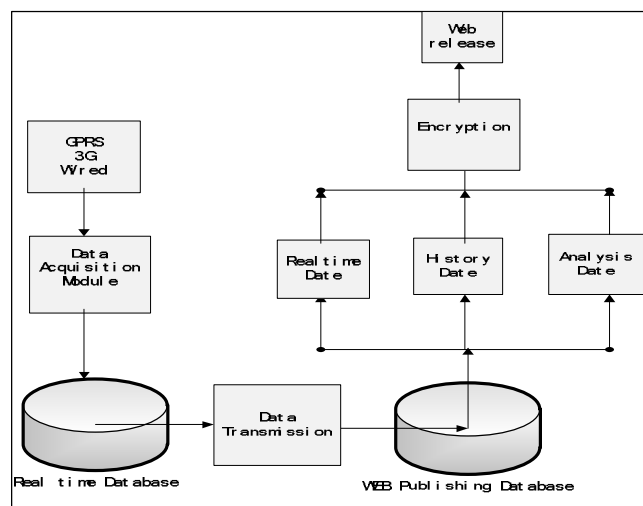 Web
release
Encryption
GPRS
3G
Wired
Data
Acquisition
Module
Realtime
Date
History
Date
Analysis
Date
Data
Transmission
Real time Database
WEB Publishing Database